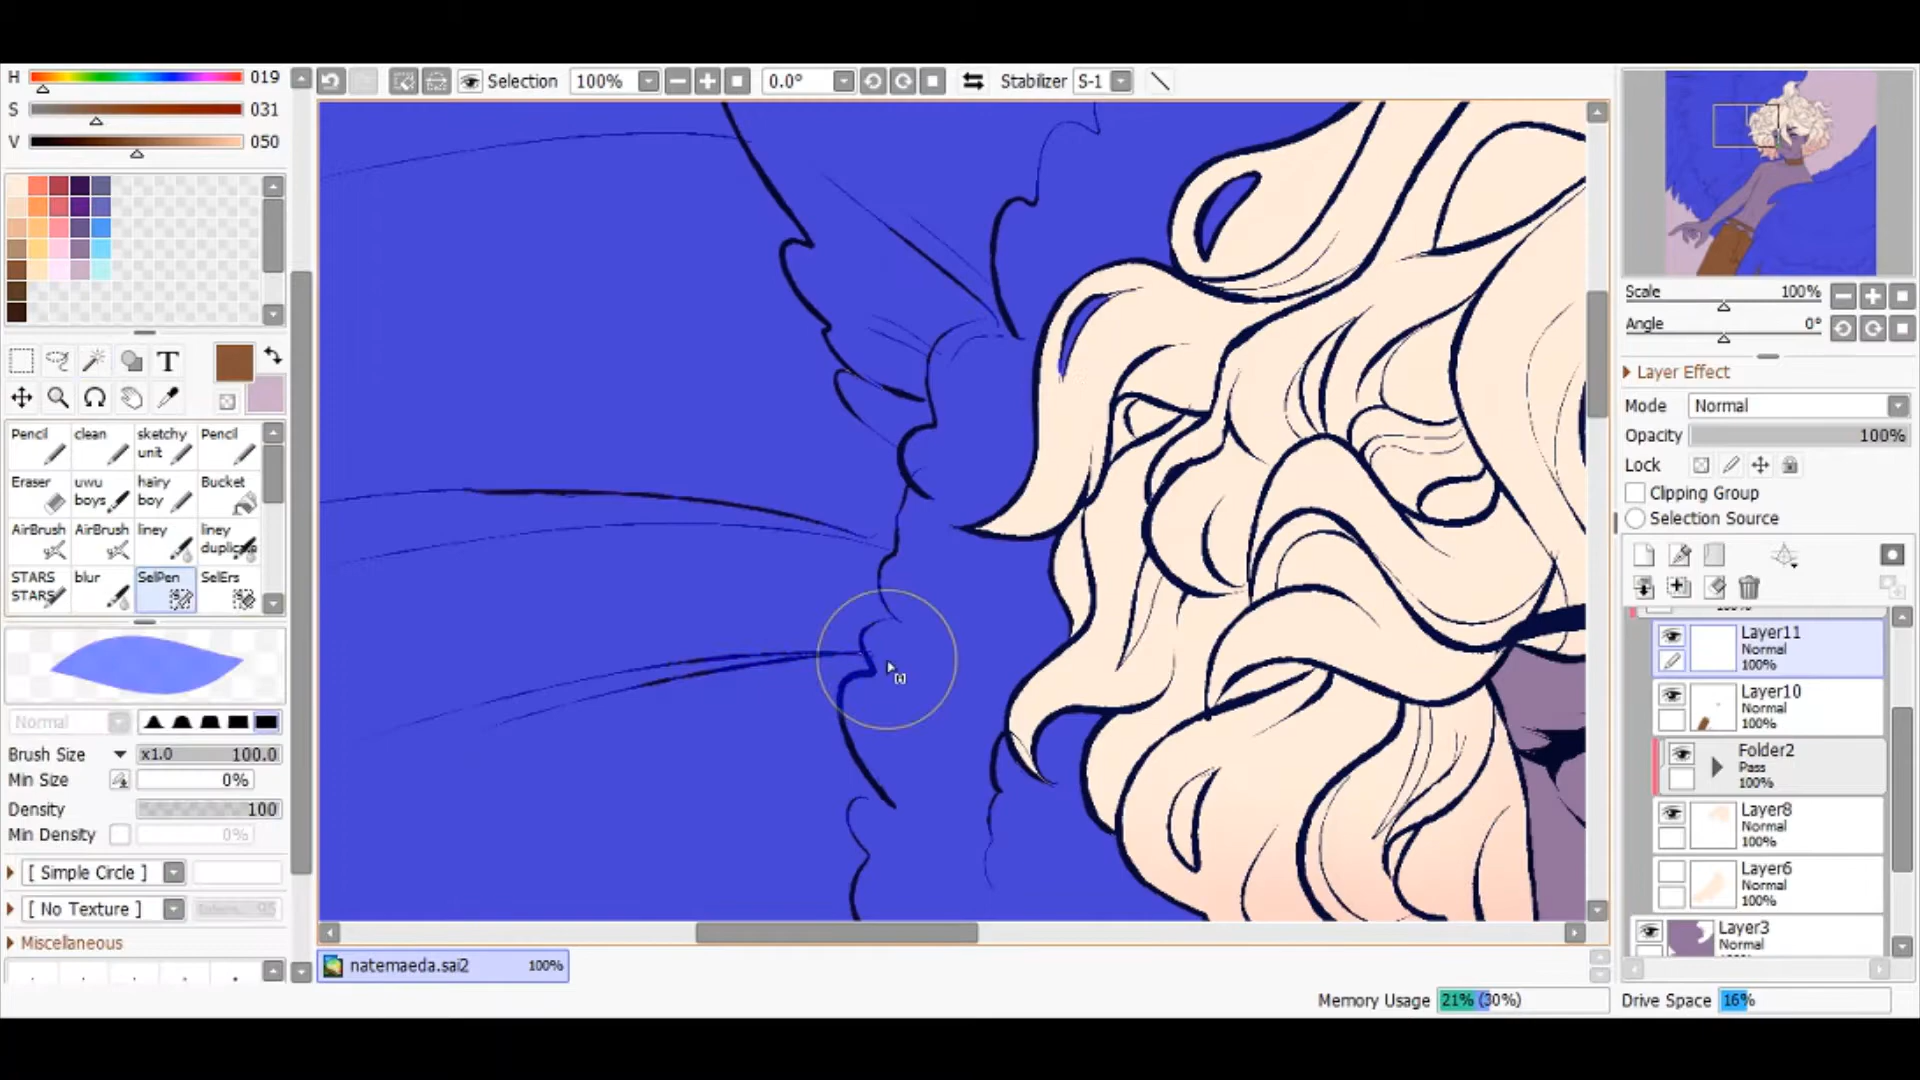 H 019
S 031
V 050
Selection 100% 0.0° Stabilizer S-1
T
Pencil clean sketchy unit Pencil
Eraser uwu boys hairy boy Bucket
AirBrush AirBrush liney liney duplicate
STARS STARS blur SelPen SelErs
Normal
Brush Size x1.0 100.0
Min Size 0%
Density 100
Min Density 0%
[ Simple Circle ]
[ No Texture ] 95
Miscellaneous
natemaeda.sai2 100%
Scale 100%
Angle 0°
Layer Effect
Mode Normal
Opacity 100%
Lock
Clipping Group
Selection Source
Layer11
Normal
100%
Layer10
Normal
100%
Folder2
Pass
100%
Layer8
Normal
100%
Layer6
Normal
100%
Layer3
Normal
Memory Usage 21% (30%) Drive Space 16%